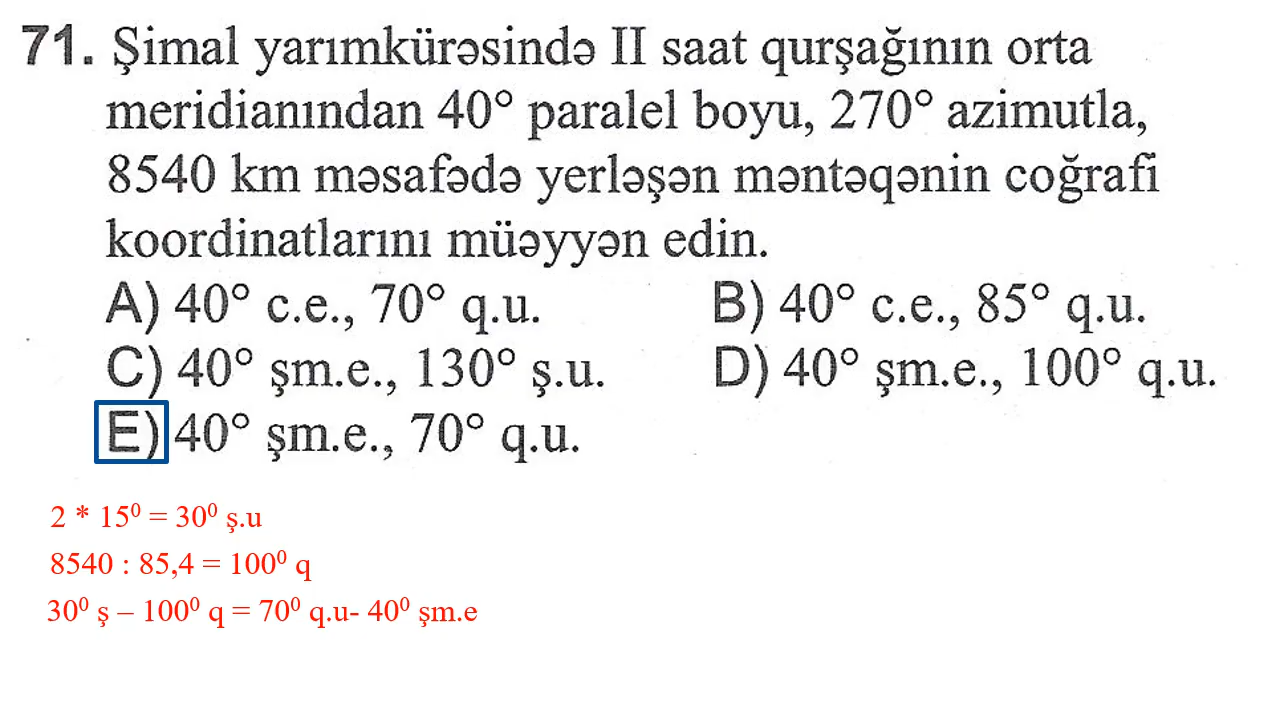 71. Şimal yarımkürəsində II saat qurşağının orta
meridianından 40° paralel boyu, 270° azimutla,
8540 km məsafədə yerləşən məntəqənin coğrafi
koordinatlarını müəyyən edin.
A) 40° c.e., 70° q.u. B) 40° c.e., 85° q.u.
C) 40° şm.e., 130° ş.u. D) 40° şm.e., 100° q.u.
E) 40° şm.e., 70° q.u.
2 * 15⁰ = 30⁰ ş.u
8540 : 85,4 = 100⁰ q
30⁰ ş – 100⁰ q = 70⁰ q.u- 40⁰ şm.e